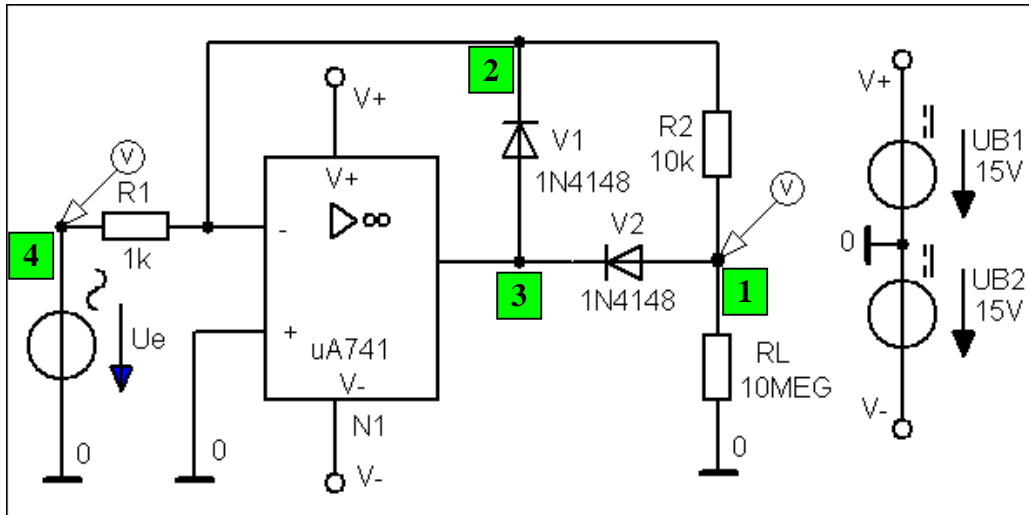 2
V+
V+
V1
1N4148
R2
10k
V
V+
UB1
15V
V
R1
4
1k
-
∞
V2
3
1N4148
1
0
UB2
15V
Ue
+
uA741
V-
N1
V-
RL
10MEG
0
0
0
V-